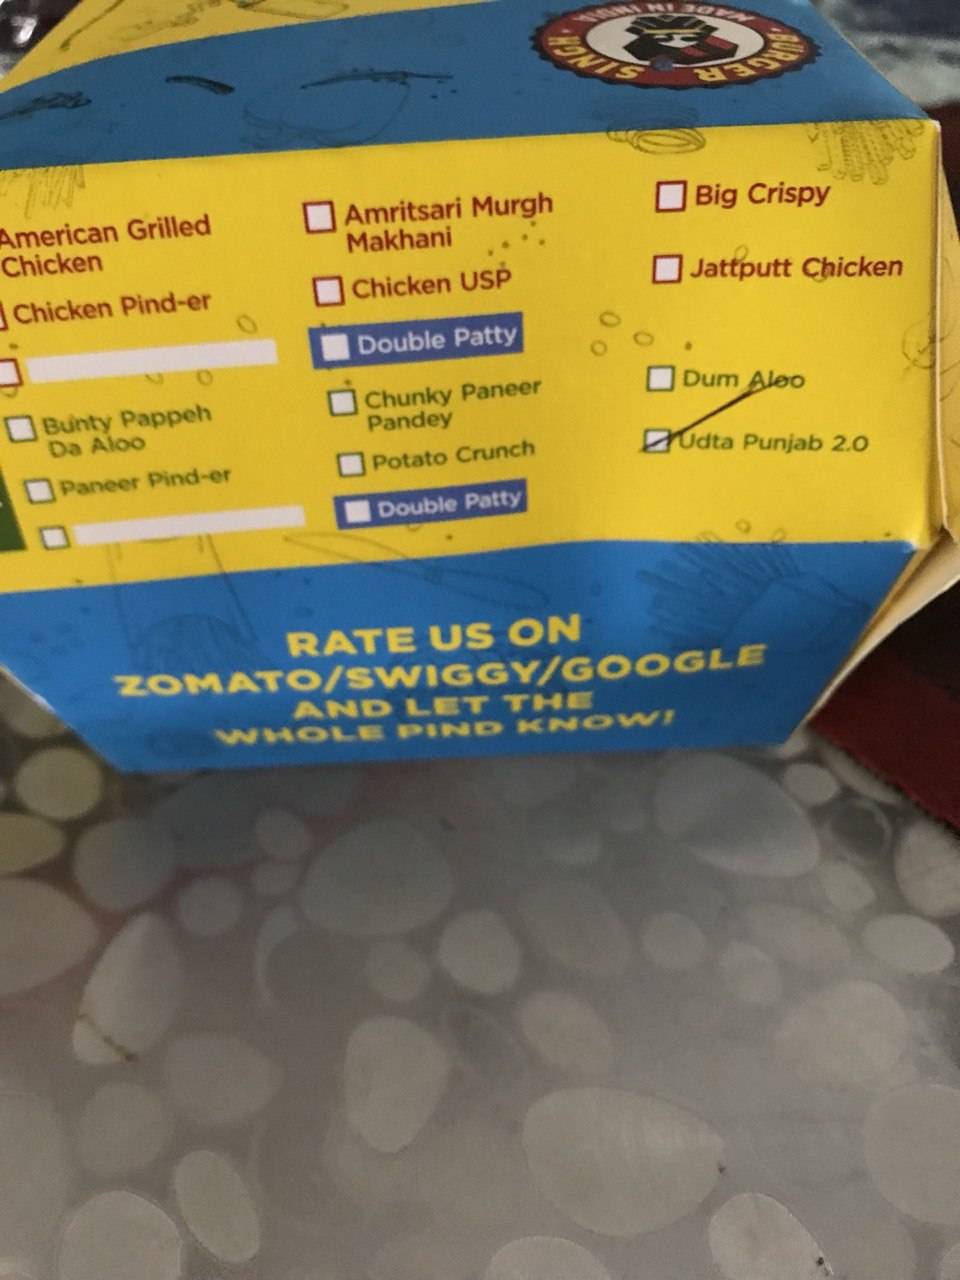 BURGER SINGH
MADE IN INDIA
American Grilled
Chicken
Chicken Pind-er
Amritsari Murgh
Makhani
Chicken USP
Double Patty
Big Crispy
Jattputt Chicken
Bunty Pappeh
Da Aloo
Paneer Pind-er
Chunky Paneer
Pandey
Potato Crunch
Double Patty
Dum Aloo
Udta Punjab 2.0
RATE US ON
ZOMATO/SWIGGY/GOOGLE
AND LET THE
WHOLE PIND KNOW!